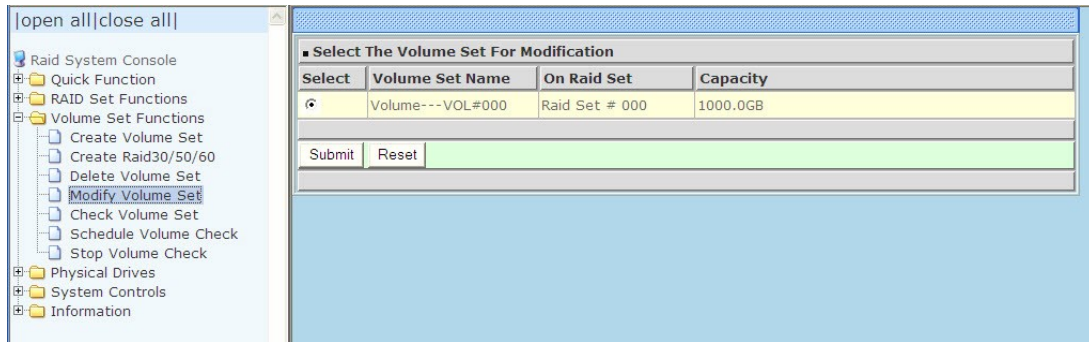 |open all|close all|
Raid System Console
Quick Function
RAID Set Functions
Volume Set Functions
Create Volume Set
Create Raid30/50/60
Delete Volume Set
Modify Volume Set
Check Volume Set
Schedule Volume Check
Stop Volume Check
Physical Drives
System Controls
Information
Select The Volume Set For Modification
Select Volume Set Name On Raid Set Capacity
Volume---VOL#000 Raid Set # 000 1000.0GB
Submit Reset